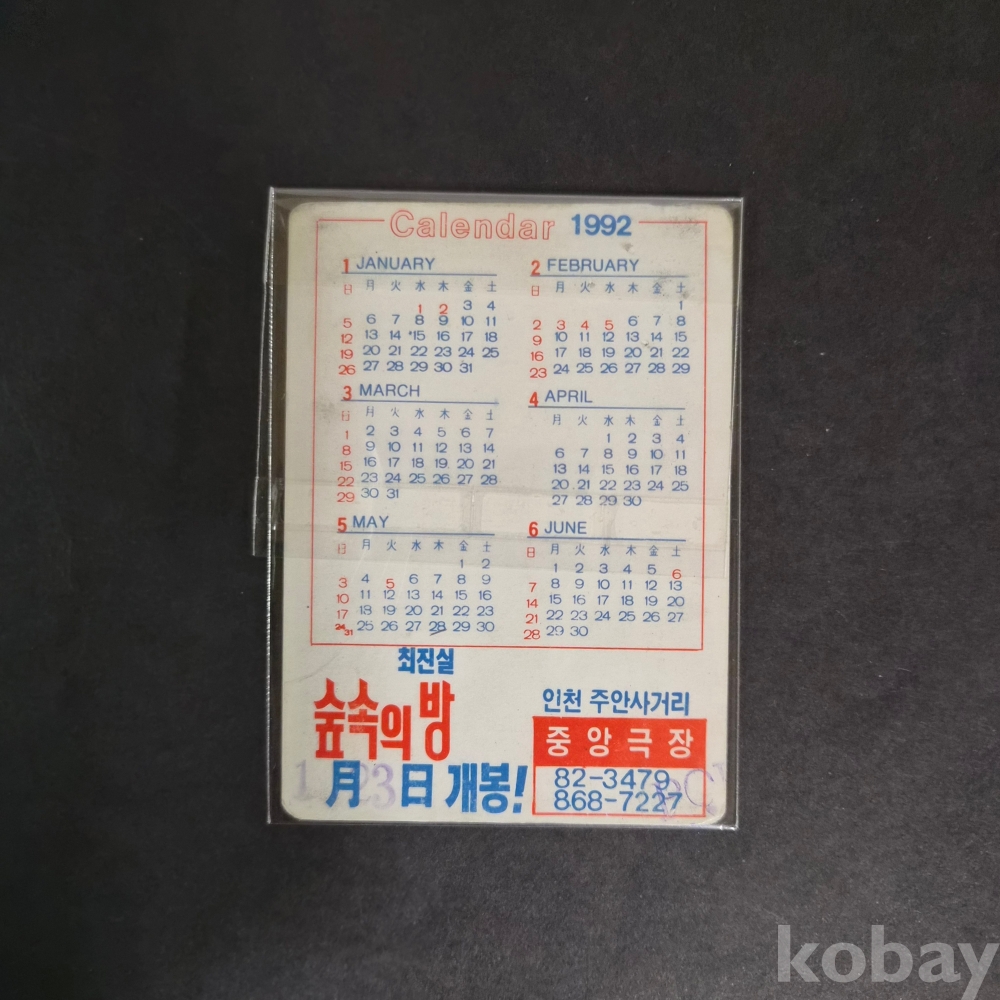 Calendar 1992
1 JANUARY
日 月 火 水 木 金 土
1 2 3 4
5 6 7 8 9 10 11
12 13 14 15 16 17 18
19 20 21 22 23 24 25
26 27 28 29 30 31
2 FEBRUARY
日 月 火 水 木 金 土
1
2 3 4 5 6 7 8
9 10 11 12 13 14 15
16 17 18 19 20 21 22
23 24 25 26 27 28 29
3 MARCH
日 月 火 水 木 金 土
1 2 3 4 5 6 7
8 9 10 11 12 13 14
15 16 17 18 19 20 21
22 23 24 25 26 27 28
29 30 31
4 APRIL
月 火 水 木 金 土
1 2 3 4
6 7 8 9 10 11
13 14 15 16 17 18
20 21 22 23 24 25
27 28 29 30
5 MAY
日 月 火 水 木 金 土
1 2
3 4 5 6 7 8 9
10 11 12 13 14 15 16
17 18 19 20 21 22 23
24 31 25 26 27 28 29 30
6 JUNE
日 月 火 水 木 金 土
1 2 3 4 5 6
7 8 9 10 11 12 13
14 15 16 17 18 19 20
21 22 23 24 25 26 27
28 29 30
최진실
숲속의 방
月 23 日 개봉!
인천 주안사거리
중앙극장
82-3479
868-7227
kobay